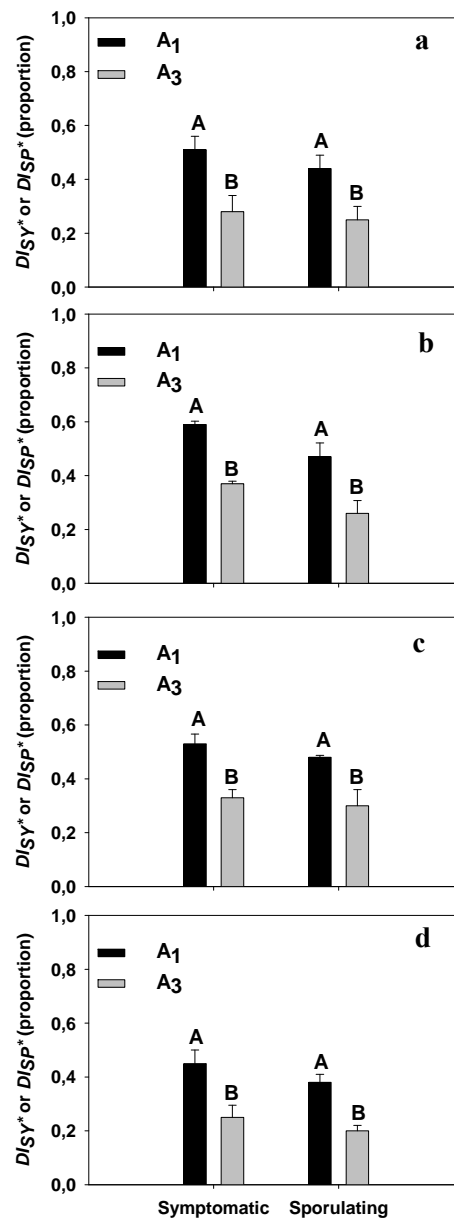 a
1,0
A1
A3
0,8
0,6
A
A
0,4
B
B
0,2
0,0
DISY* or DISP* (proportion)
b
1,0
A1
A3
0,8
0,6
A
A
0,4
B
B
0,2
0,0
DISY* or DISP* (proportion)
c
1,0
A1
A3
0,8
0,6
A
A
0,4
B
B
0,2
0,0
DISY* or DISP* (proportion)
d
1,0
A1
A3
0,8
0,6
A
A
0,4
B
B
0,2
0,0
DISY* or DISP* (proportion)
Symptomatic Sporulating